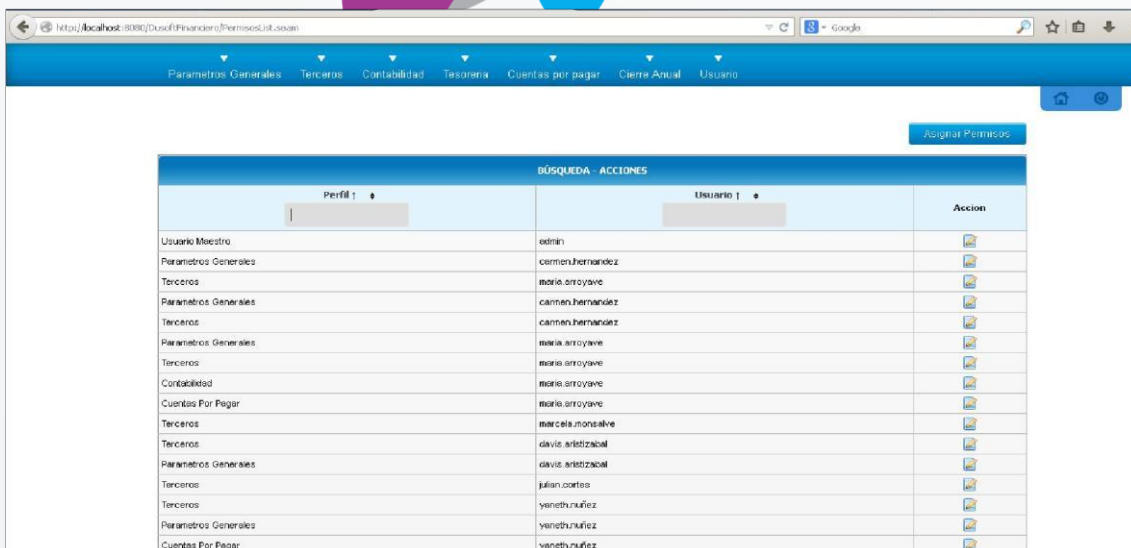 http://localhost:8080/DusoftFinanciero/PermisosList.seam
8 - Google
Parametros Generales Terceros Contabilidad Tesoreria Cuentas por pagar Cierre Anual Usuario
Asignar Permisos
BÚSQUEDA - ACCIONES
Perfil ↑ Usuario ↑ Accion
Usuario Maestro admin
Parametros Generales carmen.hernandez
Terceros maria.arroyave
Parametros Generales carmen.hernandez
Terceros carmen.hernandez
Parametros Generales maria.arroyave
Terceros maria.arroyave
Contabilidad maria.arroyave
Cuentas Por Pagar maria.arroyave
Terceros marcela.monsalve
Terceros davis.aristizabal
Parametros Generales davis.aristizabal
Terceros julian.cortes
Terceros yaneth.nuñez
Parametros Generales yaneth.nuñez
Cuentas Por Pagar yaneth.nuñez